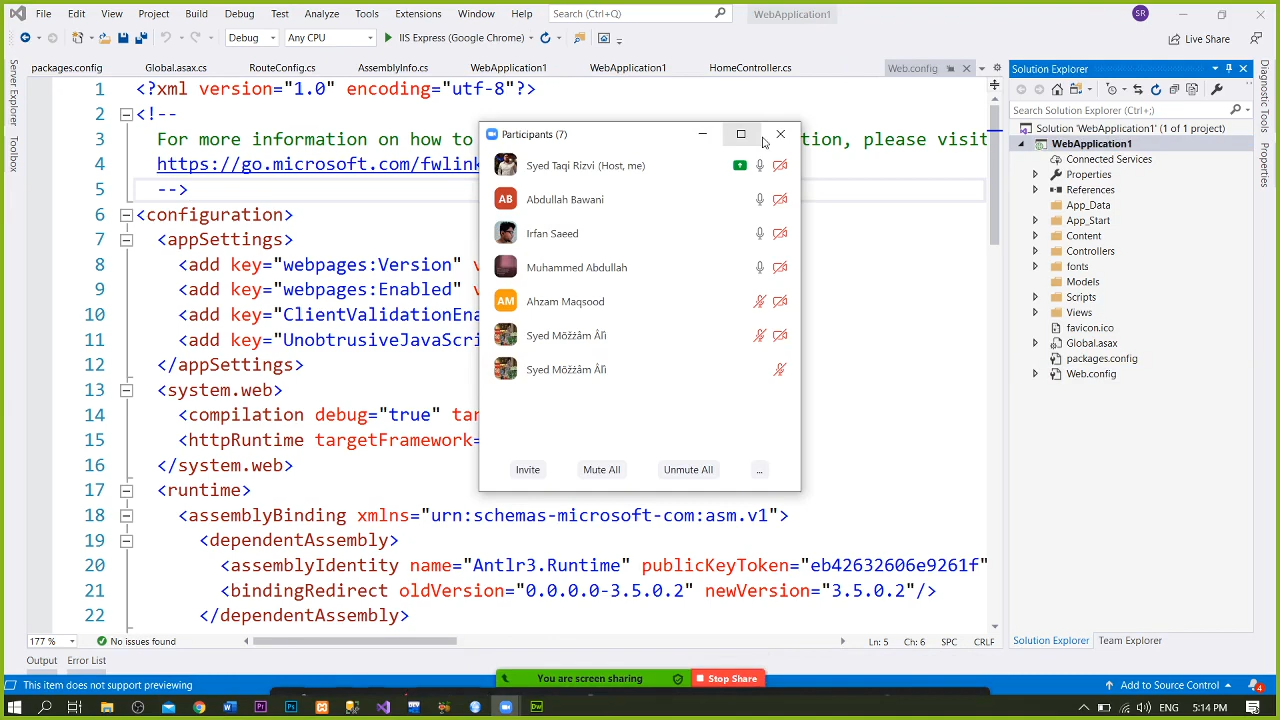 File Edit View Project Build Debug Test Analyze Tools Extensions Window Help Search (Ctrl+Q) WebApplication1 SR
Debug Any CPU IIS Express (Google Chrome) Live Share
packages.config Global.asax.cs RouteConfig.cs AssemblyInfo.cs WebApplication1 WebApplication1 HomeController.cs Web.config
Server Explorer
Toolbox
1 <?xml version="1.0" encoding="utf-8"?>
2 <!--
3 For more information on how to
tion, please visit
4 https://go.microsoft.com/fwlink
5 -->
6 <configuration>
7 <appSettings>
8 <add key="webpages:Version" v
9 <add key="webpages:Enabled" v
10 <add key="ClientValidationEna
11 <add key="UnobtrusiveJavaScri
12 </appSettings>
13 <system.web>
14 <compilation debug="true" tar
15 <httpRuntime targetFramework=
16 </system.web>
17 <runtime>
18 <assemblyBinding xmlns="urn:schemas-microsoft-com:asm.v1">
19 <dependentAssembly>
20 <assemblyIdentity name="Antlr3.Runtime" publicKeyToken="eb42632606e9261f"
21 <bindingRedirect oldVersion="0.0.0.0-3.5.0.2" newVersion="3.5.0.2"/>
22 </dependentAssembly>
Participants (7)
Syed Taqi Rizvi (Host, me)
AB Abdullah Bawani
Irfan Saeed
Muhammed Abdullah
AM Ahzam Maqsood
Syed Mõžžâm Âlì
Syed Mõžžâm Âlì
Invite Mute All Unmute All ...
Solution Explorer
Search Solution Explorer (Ctrl+;)
Solution 'WebApplication1' (1 of 1 project)
WebApplication1
Connected Services
Properties
References
App_Data
App_Start
Content
Controllers
fonts
Models
Scripts
Views
favicon.ico
Global.asax
packages.config
Web.config
Solution Explorer Team Explorer
Diagnostic Tools
Properties
177 % No issues found Ln: 5 Ch: 6 SPC CRLF
Output Error List
You are screen sharing Stop Share
This item does not support previewing Add to Source Control 4
ENG 5:14 PM